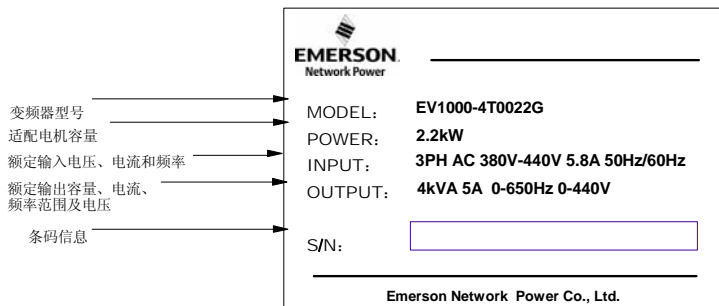 EMERSON.
Network Power
变频器型号
MODEL: EV1000-4T0022G
适配电机容量
POWER: 2.2kW
额定输入电压、电流和频率
INPUT: 3PH AC 380V-440V 5.8A 50Hz/60Hz
额定输出容量、电流、
频率范围及电压
OUTPUT: 4kVA 5A 0-650Hz 0-440V
条码信息
S/N:
Emerson Network Power Co., Ltd.